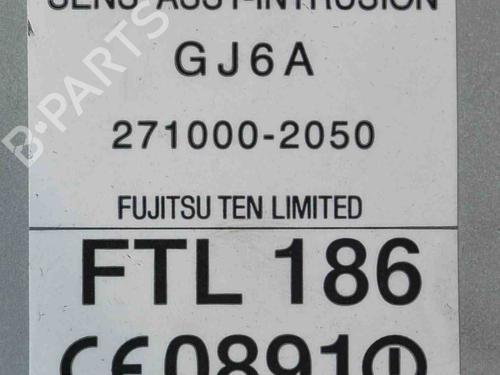 SENS ASSY-INTRUSION
GJ6A
271000-2050
FUJITSU TEN LIMITED
FTL 186
CE0891
B-PARTS